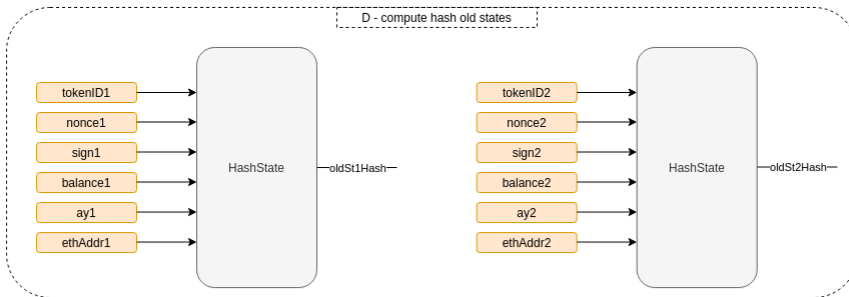 D - compute hash old states
tokenID1
nonce1
sign1
balance1
ay1
ethAddr1
HashState
oldSt1Hash
tokenID2
nonce2
sign2
balance2
ay2
ethAddr2
HashState
oldSt2Hash